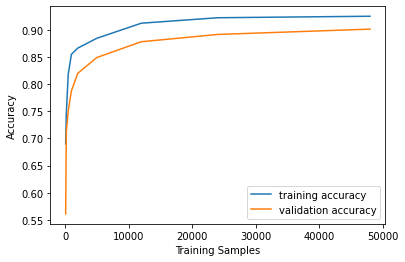 0.90
0.85
0.80
0.75
0.70
0.65
0.60
0.55
Accuracy
0 10000 20000 30000 40000 50000
Training Samples
training accuracy
validation accuracy